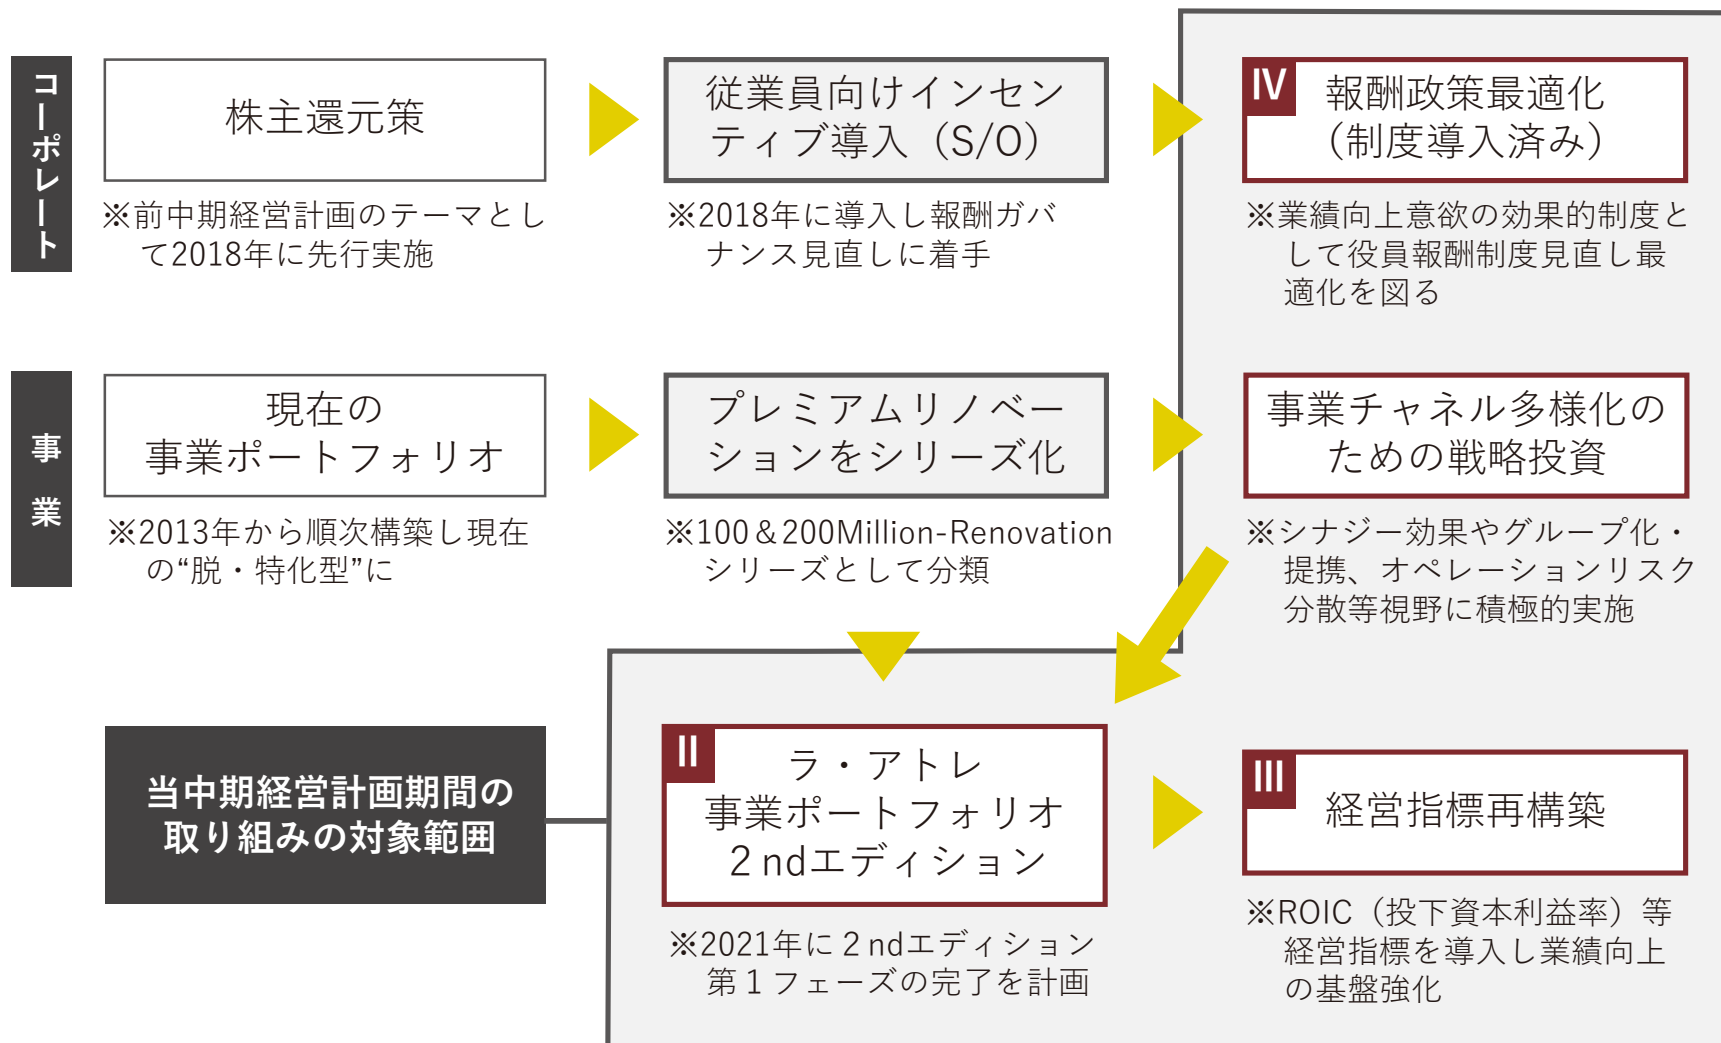 コーポレート
株主還元策
※前中期経営計画のテーマとし
て2018年に先行実施
従業員向けインセン
ティブ導入（S/O）
※2018年に導入し報酬ガバ
ナンス見直しに着手
Ⅳ
報酬政策最適化
（制度導入済み）
※業績向上意欲の効果的制度と
して役員報酬制度見直し最
適化を図る
事業
現在の
事業ポートフォリオ
※2013年から順次構築し現在
の“脱・特化型”に
プレミアムリノベー
ションをシリーズ化
※100＆200Million-Renovation
シリーズとして分類
事業チャネル多様化の
ための戦略投資
※シナジー効果やグループ化・
提携、オペレーションリスク
分散等視野に積極的実施
当中期経営計画期間の
取り組みの対象範囲
Ⅱ
ラ・アトレ
事業ポートフォリオ
２ndエディション
※2021年に２ndエディション
第１フェーズの完了を計画
Ⅲ
経営指標再構築
※ROIC（投下資本利益率）等
経営指標を導入し業績向上
の基盤強化